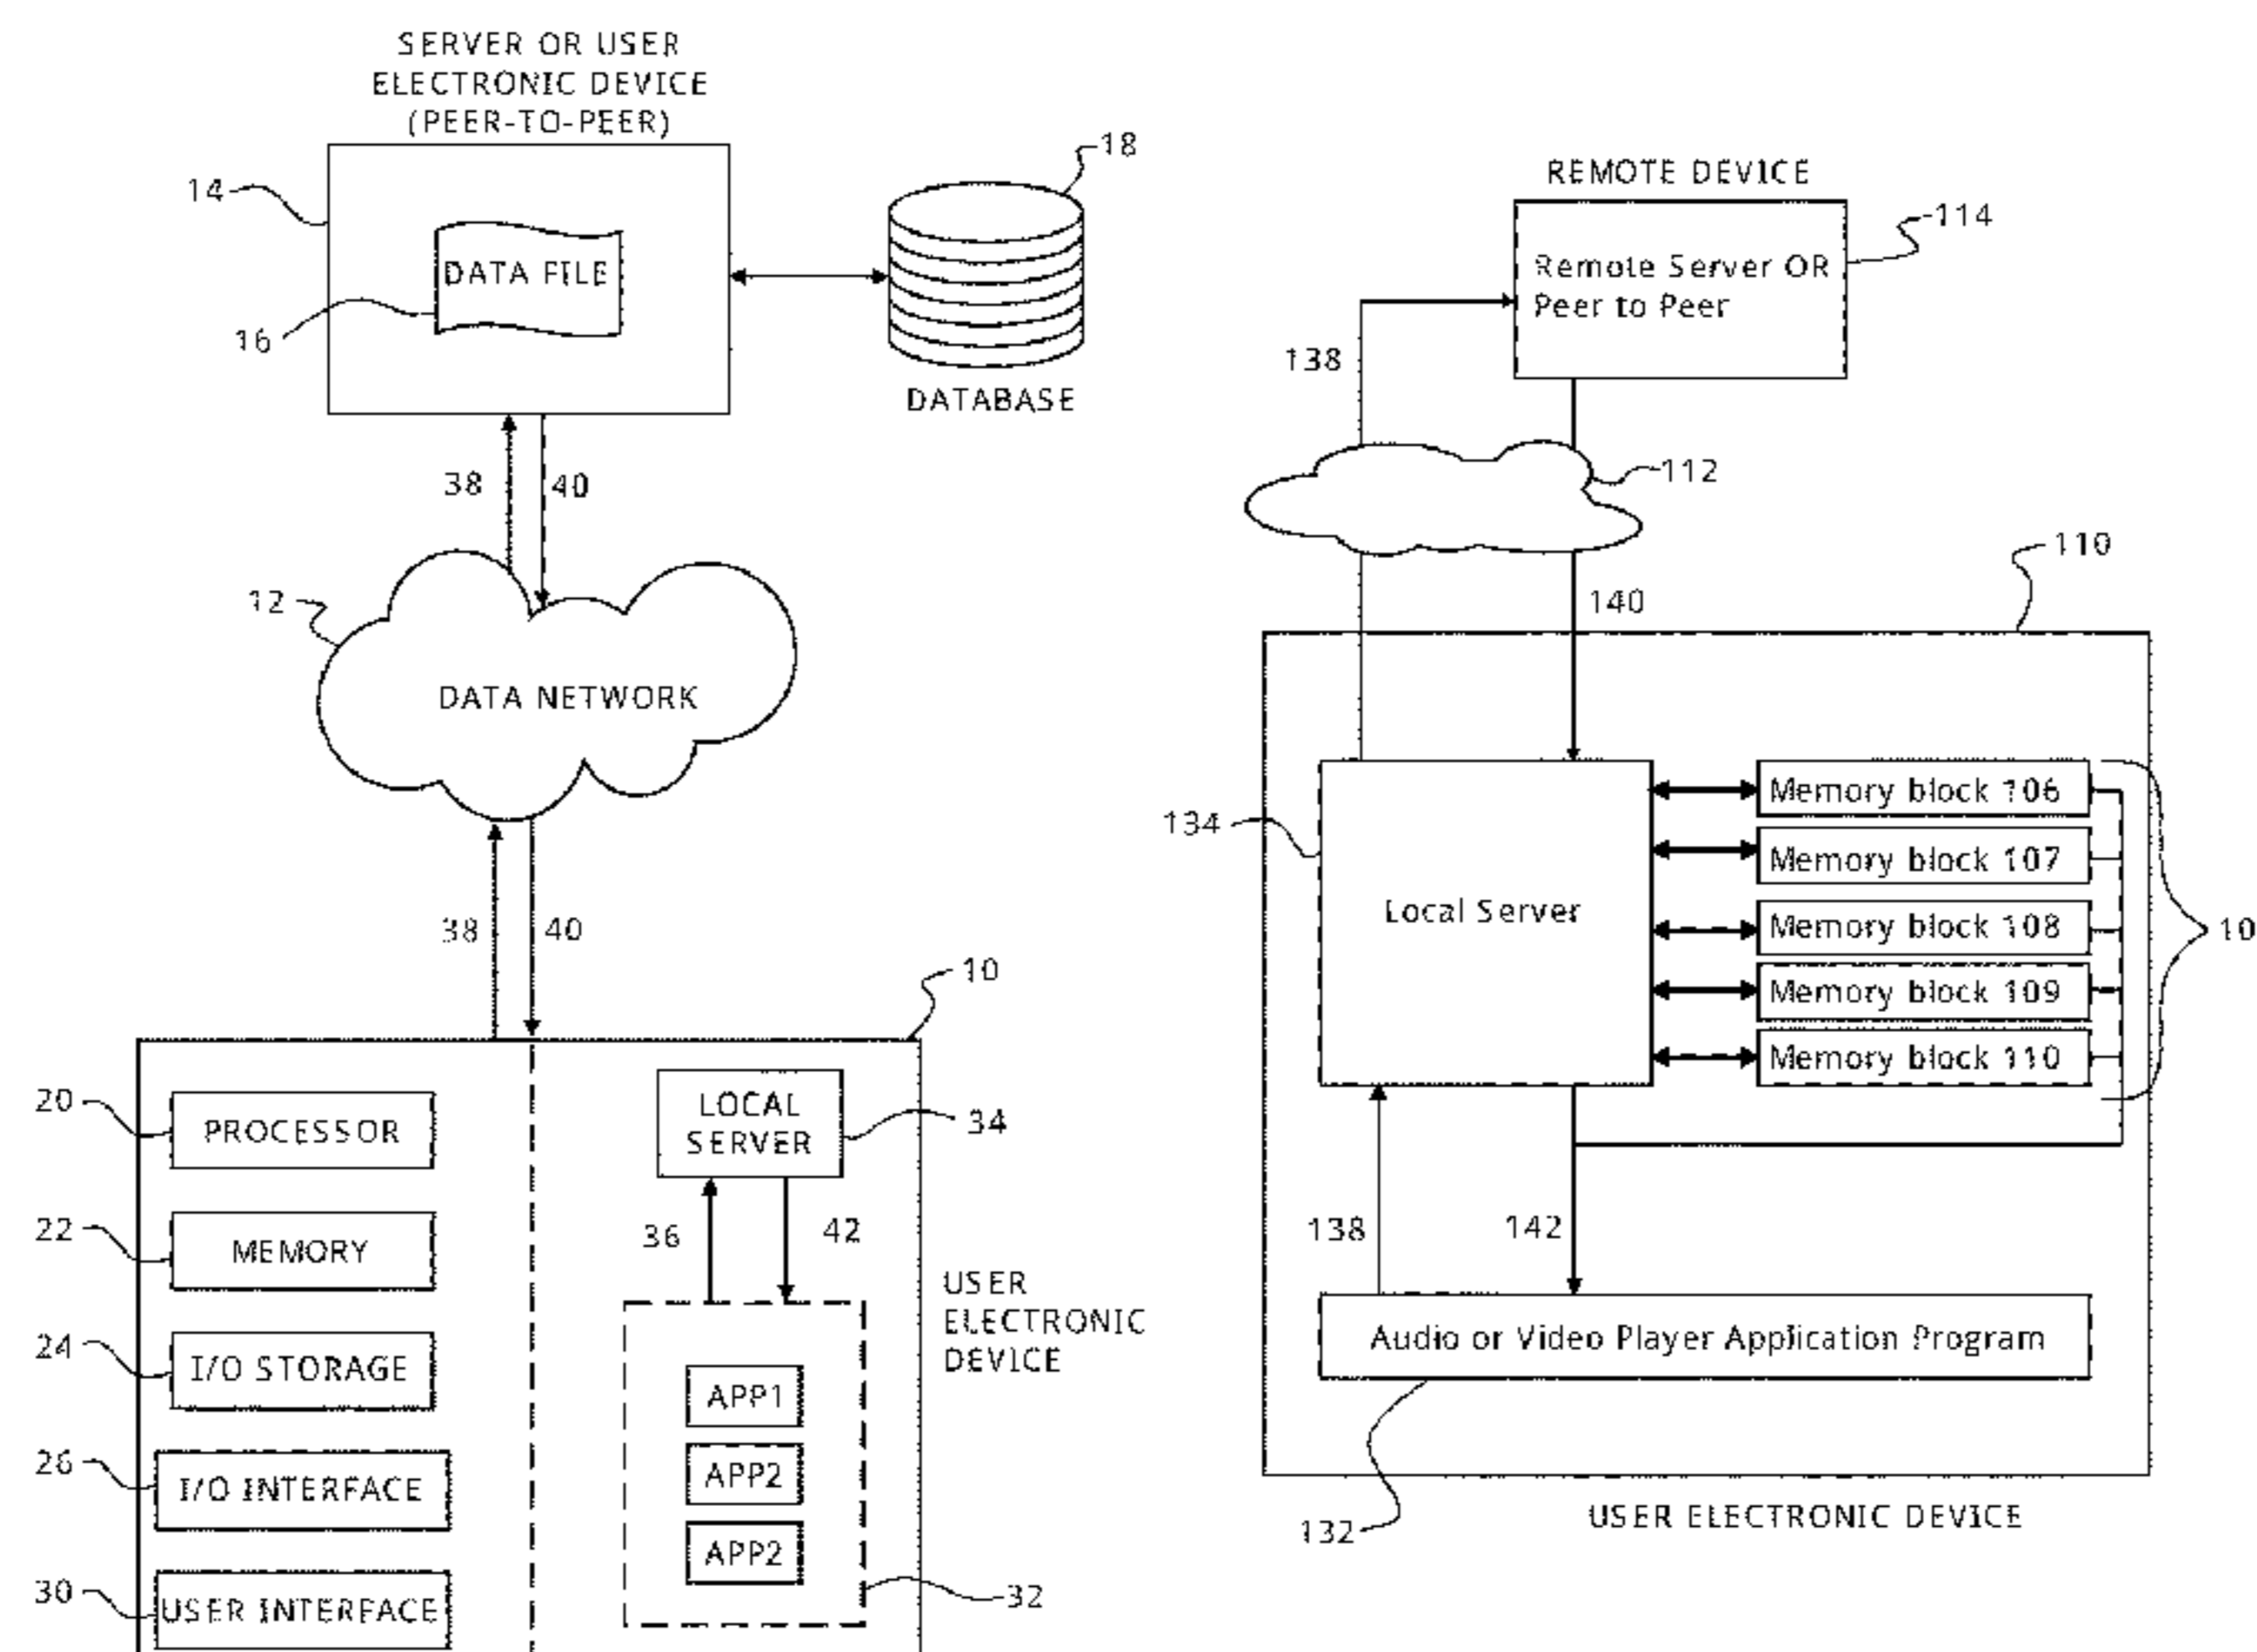 SERVER OR USER
ELECTRONIC DEVICE
(PEER-TO-PEER)
14
DATA FILE
16
18
DATABASE
38
40
12
DATA NETWORK
38
40
10
20
PROCESSOR
22
MEMORY
24
I/O STORAGE
26
I/O INTERFACE
30
USER INTERFACE
LOCAL
SERVER
34
36
42
APP1
APP2
APP2
32
USER
ELECTRONIC
DEVICE
REMOTE DEVICE
Remote Server OR
Peer to Peer
114
138
112
140
110
134
Local Server
Memory block 106
Memory block 107
Memory block 108
Memory block 109
Memory block 110
10
138
142
Audio or Video Player Application Program
132
USER ELECTRONIC DEVICE